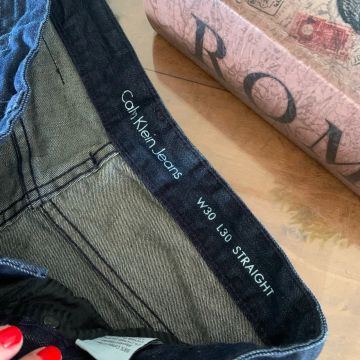 Calvin Klein Jeans
W30 L30 STRAIGHT
ROM